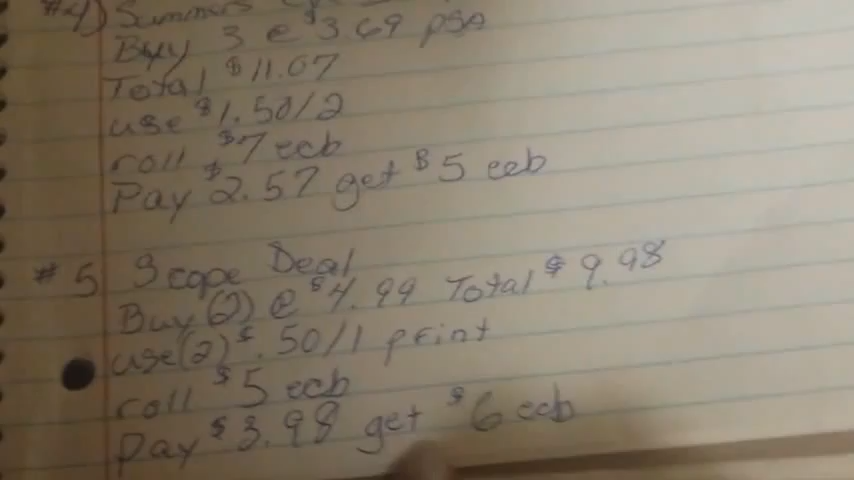 #4) Summers
Buy 3 @ $3.69 psa
Total $11.07
use $1.50/2
roll $7 ecb
Pay $2.57 get $5 ecb
#5 Scope Deal
Buy (2) @ $4.99 Total $9.98
use (2) $.50/1 print
roll $5 ecb
Pay $3.98 get $6 ecb